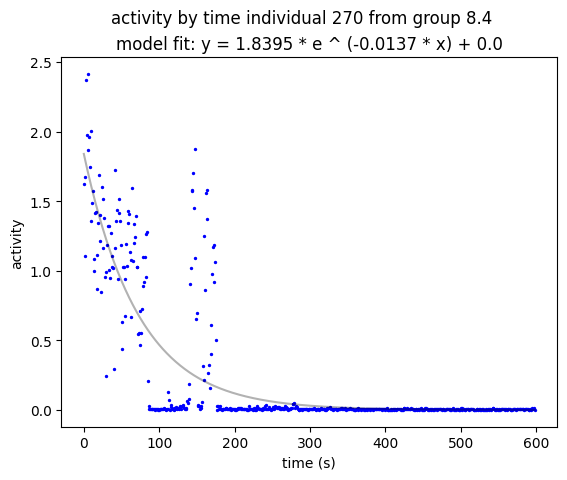 activity by time individual 270 from group 8.4
model fit: y = 1.8395 * e ^ (-0.0137 * x) + 0.0
2.5
2.0
1.5
1.0
0.5
0.0
activity
0 100 200 300 400 500 600
time (s)